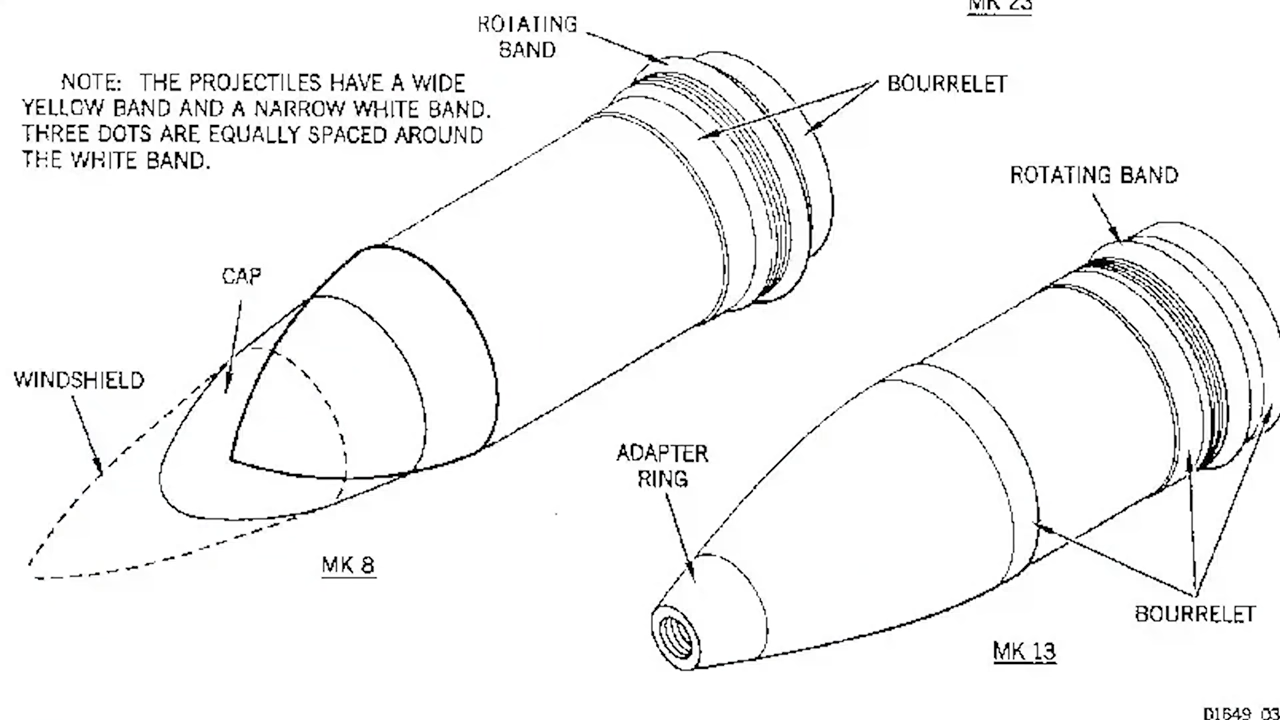 MK 23
ROTATING
BAND
NOTE: THE PROJECTILES HAVE A WIDE
YELLOW BAND AND A NARROW WHITE BAND.
THREE DOTS ARE EQUALLY SPACED AROUND
THE WHITE BAND.
BOURRELET
ROTATING BAND
CAP
WINDSHIELD
ADAPTER
RING
MK 8
BOURRELET
MK 13
D1649 03